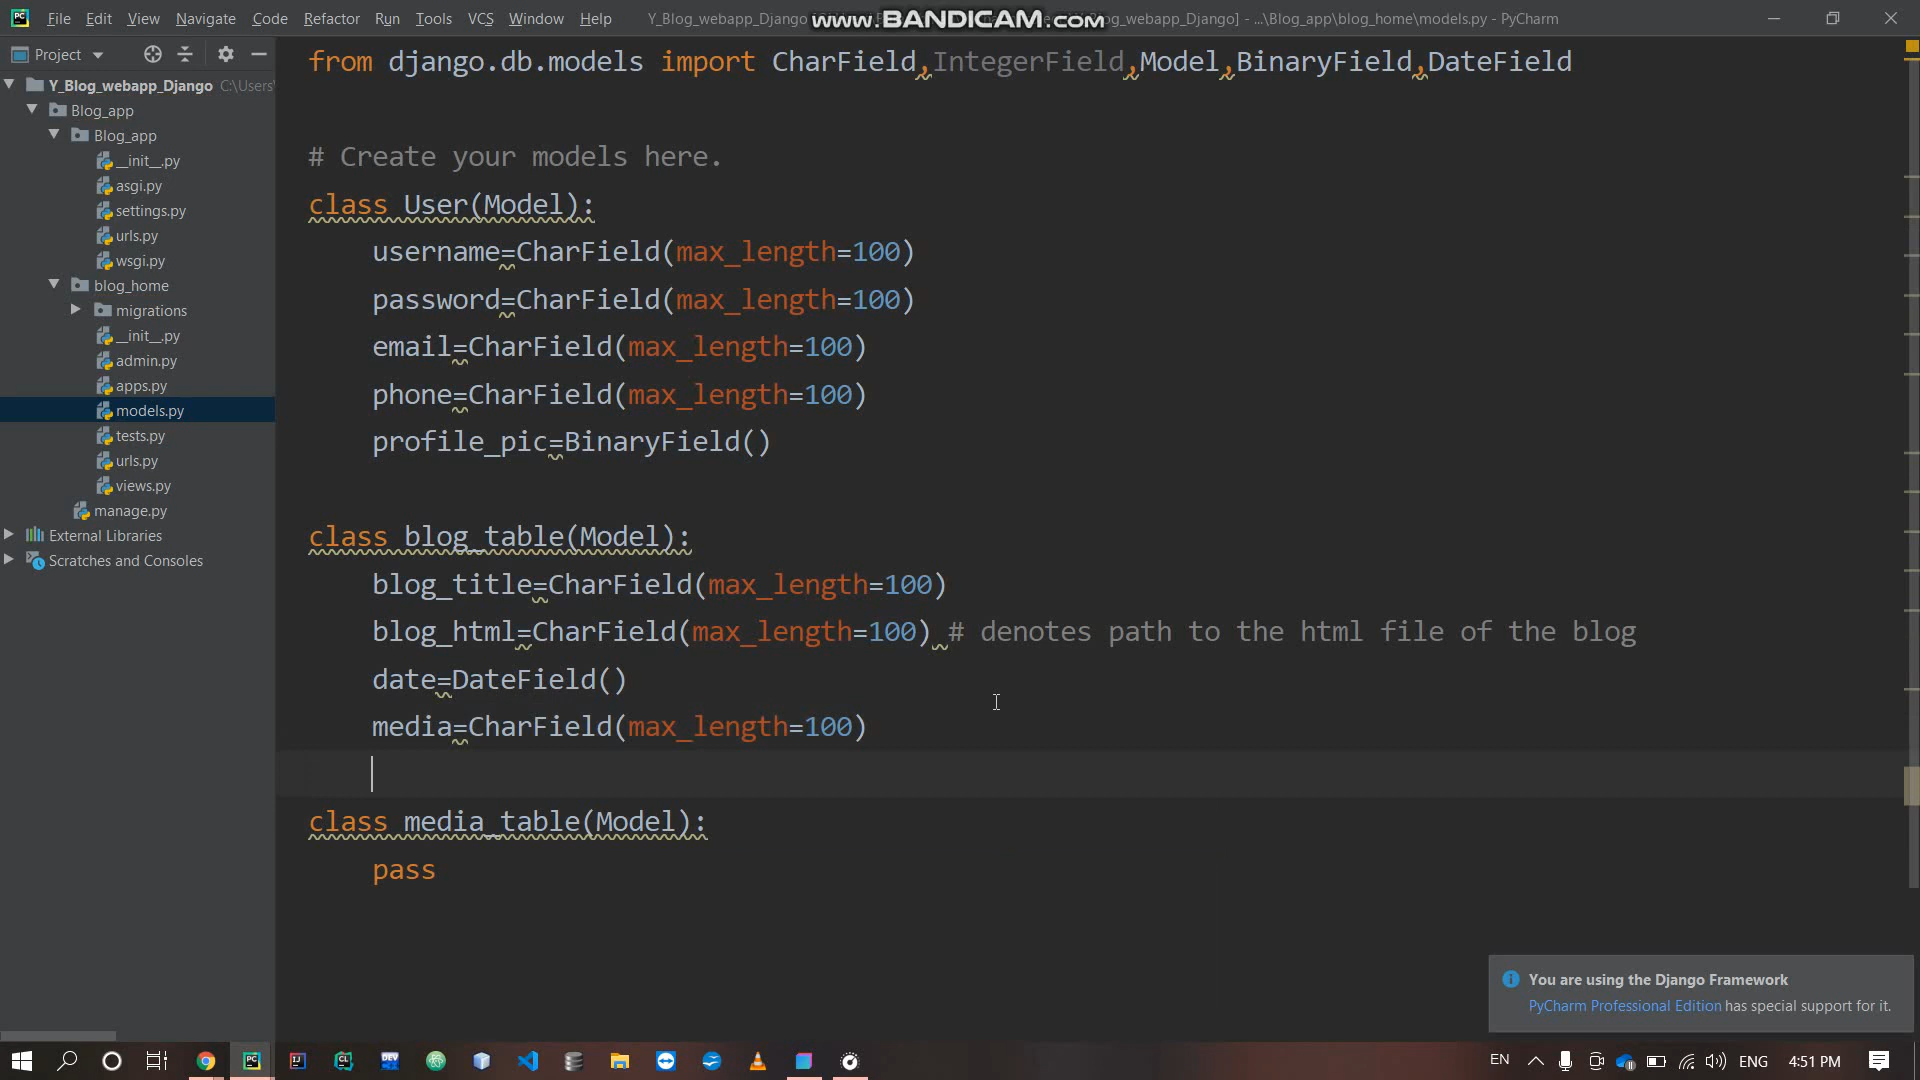 File Edit View Navigate Code Refactor Run Tools VCS Window Help Y_Blog_webapp_Django www.BANDICAM.com _Blog_webapp_Django] - ...\Blog_app\blog_home\models.py - PyCharm
Project
Y_Blog_webapp_Django C:\Users
Blog_app
Blog_app
__init__.py
asgi.py
settings.py
urls.py
wsgi.py
blog_home
migrations
__init__.py
admin.py
apps.py
models.py
tests.py
urls.py
views.py
manage.py
External Libraries
Scratches and Consoles
from django.db.models import CharField,IntegerField,Model,BinaryField,DateField
# Create your models here.
class User(Model):
username=CharField(max_length=100)
password=CharField(max_length=100)
email=CharField(max_length=100)
phone=CharField(max_length=100)
profile_pic=BinaryField()
class blog_table(Model):
blog_title=CharField(max_length=100)
blog_html=CharField(max_length=100) # denotes path to the html file of the blog
date=DateField()
media=CharField(max_length=100)
class media_table(Model):
pass
You are using the Django Framework
PyCharm Professional Edition has special support for it.
EN ENG 4:51 PM